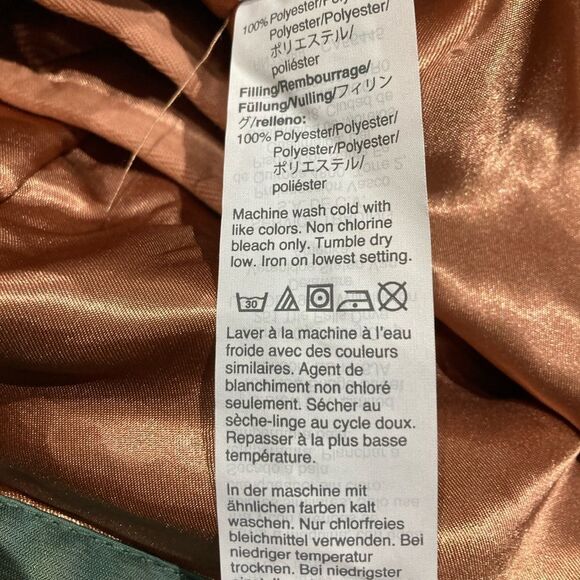 100% Polyester/Polyester/
Polyester/Polyester/
ポリエステル/
poliéster
Filling/Rembourrage/
Füllung/Vulling/フィリン
グ/relleno:
100% Polyester/Polyester/
Polyester/Polyester/
ポリエステル/
poliéster
Machine wash cold with
like colors. Non chlorine
bleach only. Tumble dry
low. Iron on lowest setting.
30
Laver à la machine à l'eau
froide avec des couleurs
similaires. Agent de
blanchiment non chloré
seulement. Sécher au
sèche-linge au cycle doux.
Repasser à la plus basse
température.
In der maschine mit
ähnlichen farben kalt
waschen. Nur chlorfreies
bleichmittel verwenden. Bei
niedriger temperatur
trocknen. Bei niedrigster